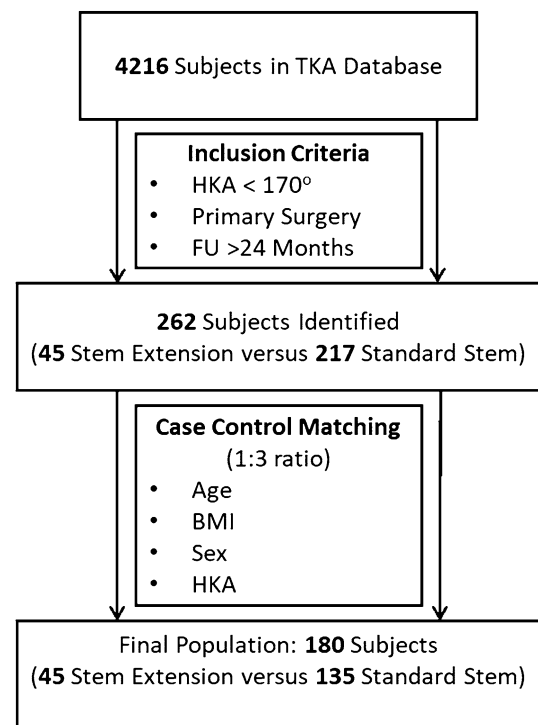 4216 Subjects in TKA Database
Inclusion Criteria
• HKA < 170°
• Primary Surgery
• FU >24 Months
262 Subjects Identified
(45 Stem Extension versus 217 Standard Stem)
Case Control Matching
(1:3 ratio)
• Age
• BMI
• Sex
• HKA
Final Population: 180 Subjects
(45 Stem Extension versus 135 Standard Stem)